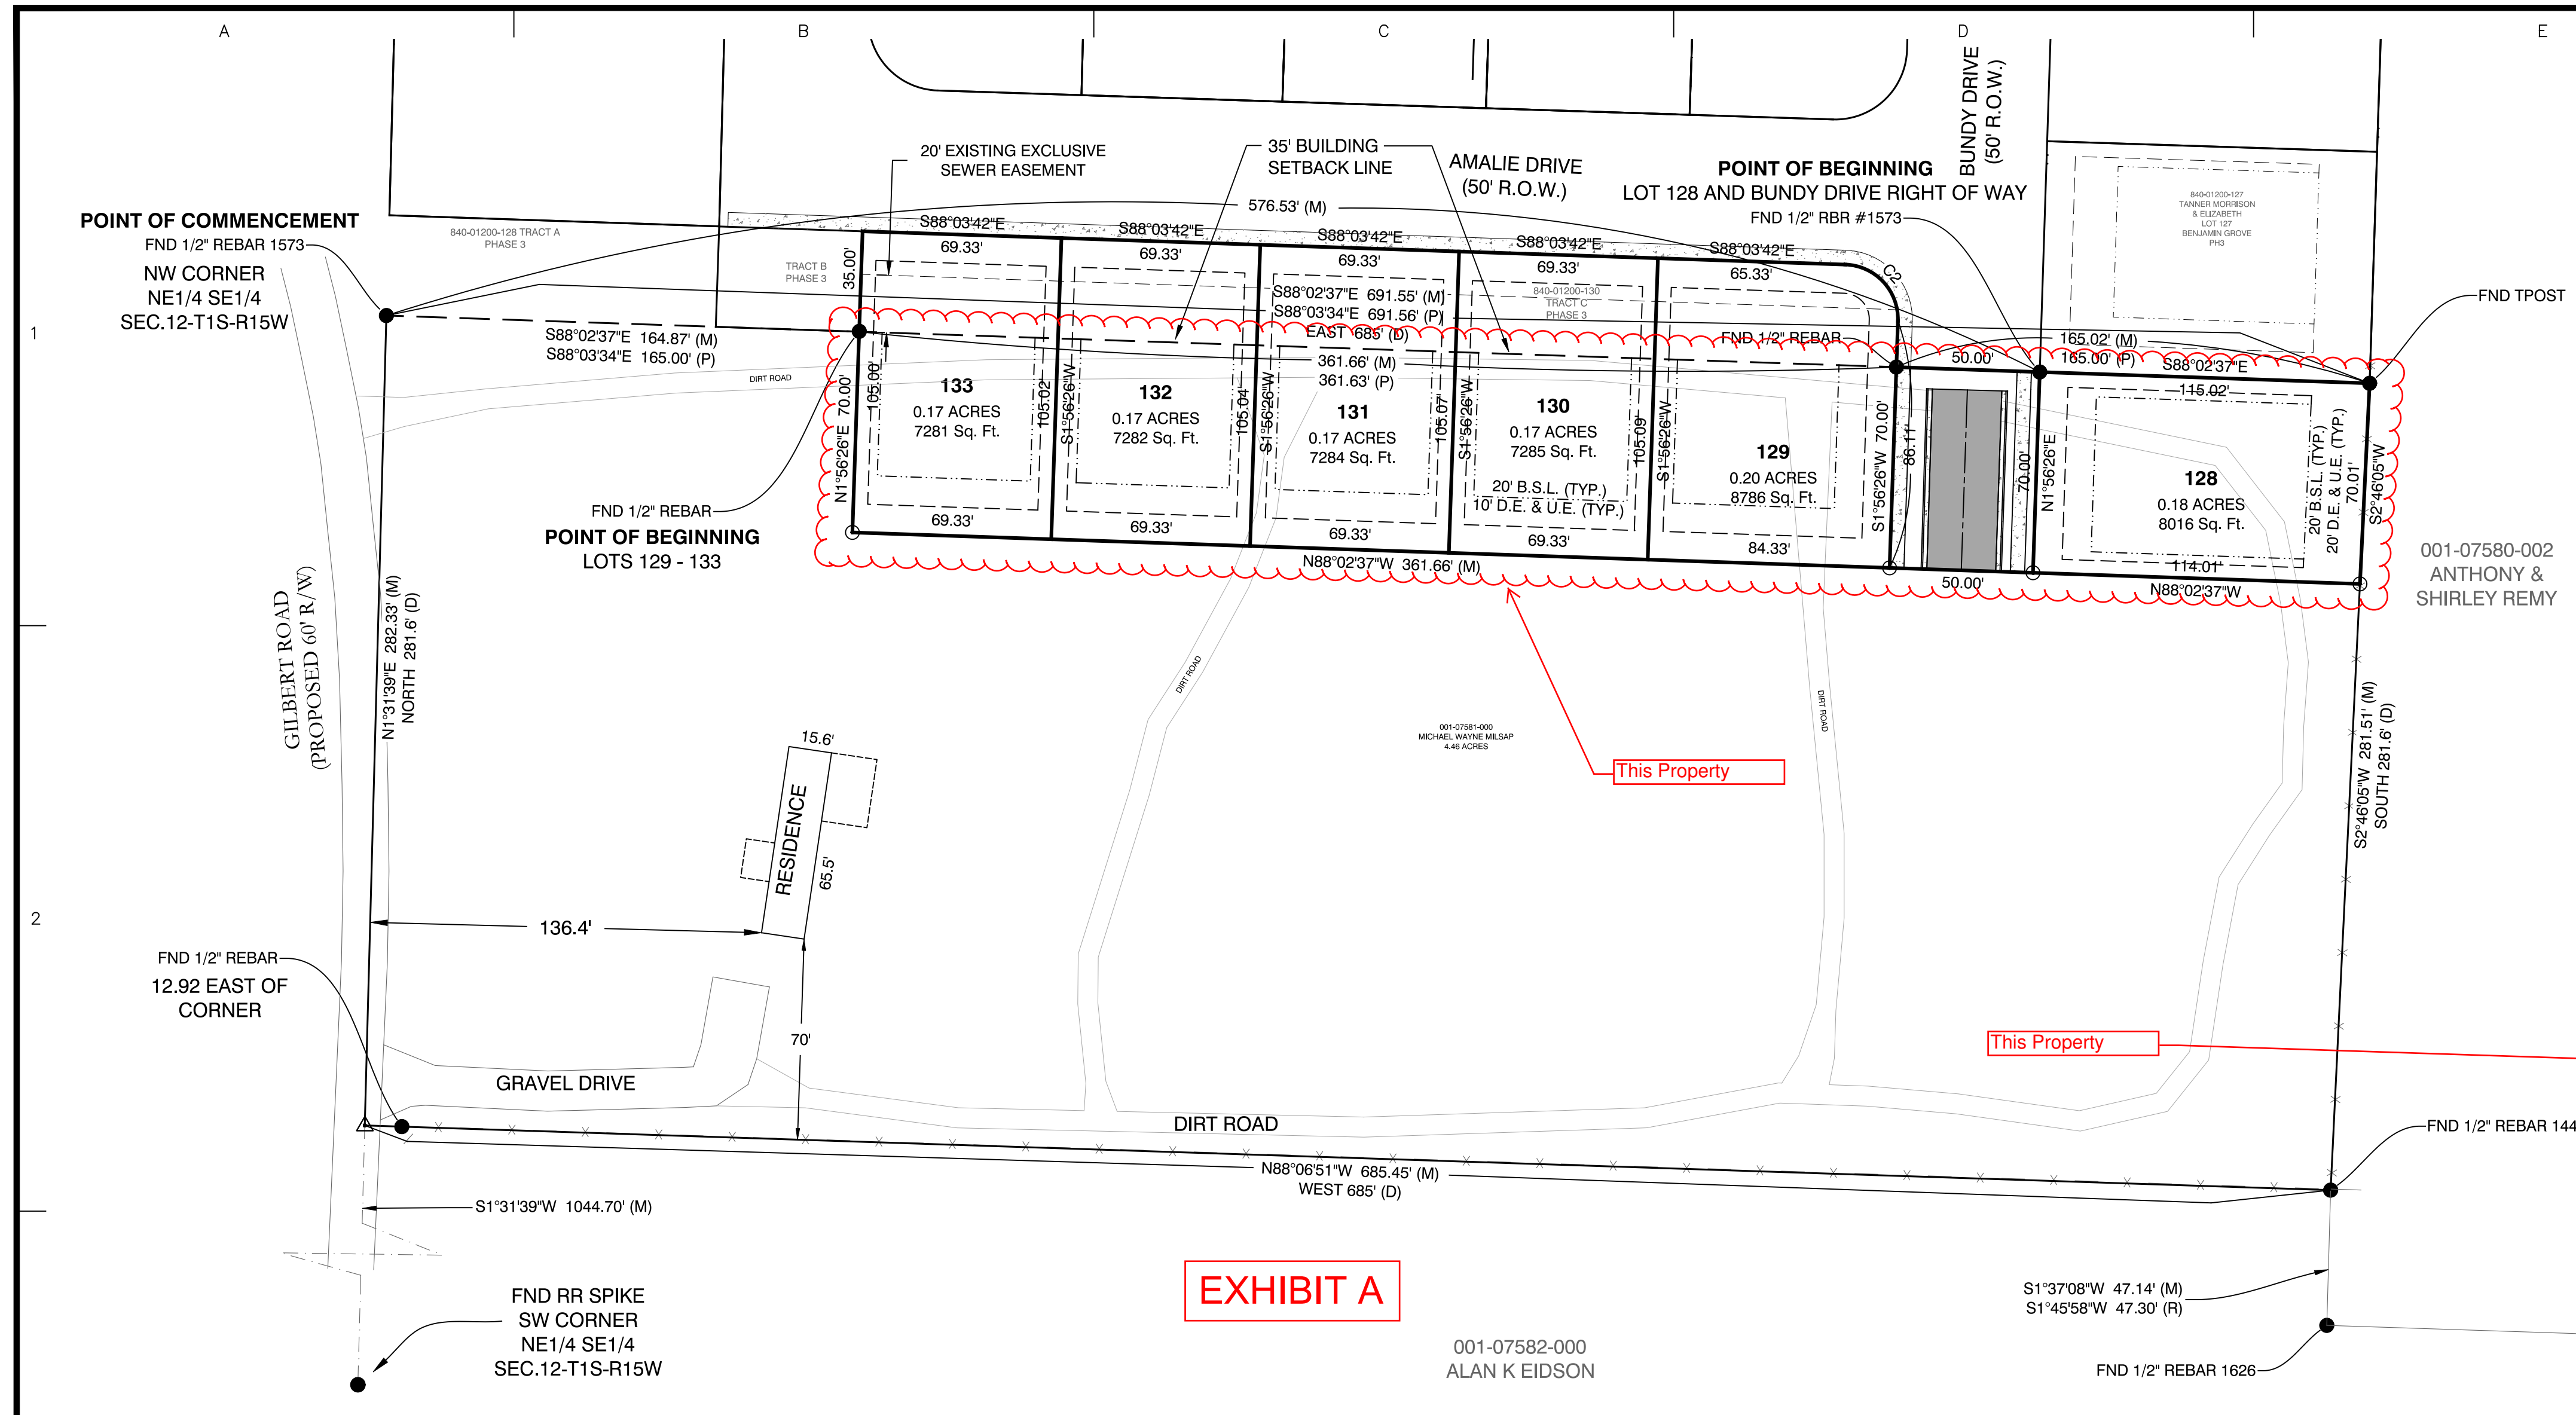 A
B
C
D
E
1
2
BUNDY DRIVE
(50' R.O.W.)
20' EXISTING EXCLUSIVE
SEWER EASEMENT
35' BUILDING
SETBACK LINE
AMALIE DRIVE
(50' R.O.W.)
POINT OF BEGINNING
LOT 128 AND BUNDY DRIVE RIGHT OF WAY
FND 1/2" RBR #1573
840-01200-127
TANNER MORRISON
& ELIZABETH
LOT 127
BENJAMIN GROVE
PH3
POINT OF COMMENCEMENT
FND 1/2" REBAR 1573
NW CORNER
NE1/4 SE1/4
SEC.12-T1S-R15W
840-01200-128 TRACT A
PHASE 3
TRACT B
PHASE 3
576.53' (M)
S88°03'42"E
69.33'
S88°03'42"E
69.33'
S88°03'42"E
69.33'
S88°03'42"E
69.33'
S88°03'42"E
65.33'
C2
35.00'
S88°02'37"E 691.55' (M)
S88°03'34"E 691.56' (P)
EAST 685' (D)
840-01200-130
TRACT C
PHASE 3
FND TPOST
S88°02'37"E 164.87' (M)
S88°03'34"E 165.00' (P)
361.66' (M)
361.63' (P)
FND 1/2" REBAR
50.00'
165.02' (M)
165.00' (P)
S88°02'37"E
115.02'
DIRT ROAD
N1°56'26"E 70.00'
105.00'
133
0.17 ACRES
7281 Sq. Ft.
105.02'
S1°56'26"W
132
0.17 ACRES
7282 Sq. Ft.
105.04'
S1°56'26"W
131
0.17 ACRES
7284 Sq. Ft.
105.07'
S1°56'26"W
130
0.17 ACRES
7285 Sq. Ft.
20' B.S.L. (TYP.)
10' D.E. & U.E. (TYP.)
105.09'
S1°56'26"W
129
0.20 ACRES
8786 Sq. Ft.
S1°56'26"W 70.00'
86.11'
70.00'
N1°56'26"E
128
0.18 ACRES
8016 Sq. Ft.
20' B.S.L. (TYP.)
20' D.E. & U.E. (TYP.)
70.01'
S2°46'05"W
69.33'
69.33'
69.33'
69.33'
84.33'
50.00'
114.01'
N88°02'37"W 361.66' (M)
N88°02'37"W
FND 1/2" REBAR
POINT OF BEGINNING
LOTS 129 - 133
001-07580-002
ANTHONY &
SHIRLEY REMY
GILBERT ROAD
(PROPOSED 60' R/W)
N1°31'39"E 282.33' (M)
NORTH 281.6' (D)
DIRT ROAD
DIRT ROAD
001-07581-000
MICHAEL WAYNE MILSAP
4.46 ACRES
This Property
S2°46'05"W 281.51' (M)
SOUTH 281.6' (D)
15.6'
RESIDENCE
65.5'
136.4'
70'
FND 1/2" REBAR
12.92 EAST OF
CORNER
This Property
GRAVEL DRIVE
DIRT ROAD
FND 1/2" REBAR 144
N88°06'51"W 685.45' (M)
WEST 685' (D)
S1°31'39"W 1044.70' (M)
EXHIBIT A
S1°37'08"W 47.14' (M)
S1°45'58"W 47.30' (R)
FND RR SPIKE
SW CORNER
NE1/4 SE1/4
SEC.12-T1S-R15W
001-07582-000
ALAN K EIDSON
FND 1/2" REBAR 1626